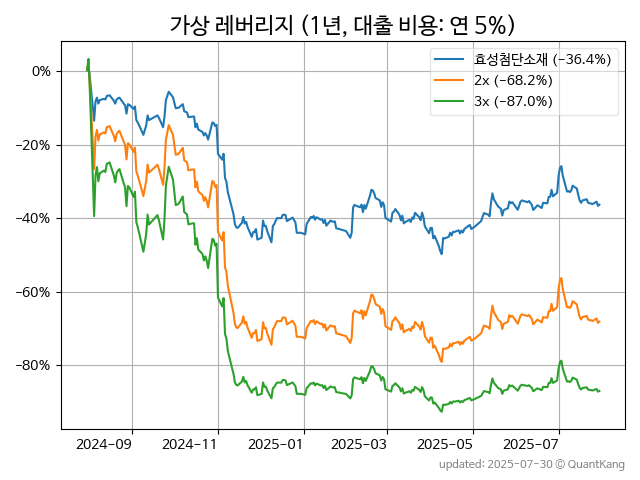 가상 레버리지 (1년, 대출 비용: 연 5%)
효성첨단소재 (−36.4%)
2x (−68.2%)
3x (−87.0%)
0%
−20%
−40%
−60%
−80%
2024-09 2024-11 2025-01 2025-03 2025-05 2025-07
updated: 2025-07-30 © QuantKang